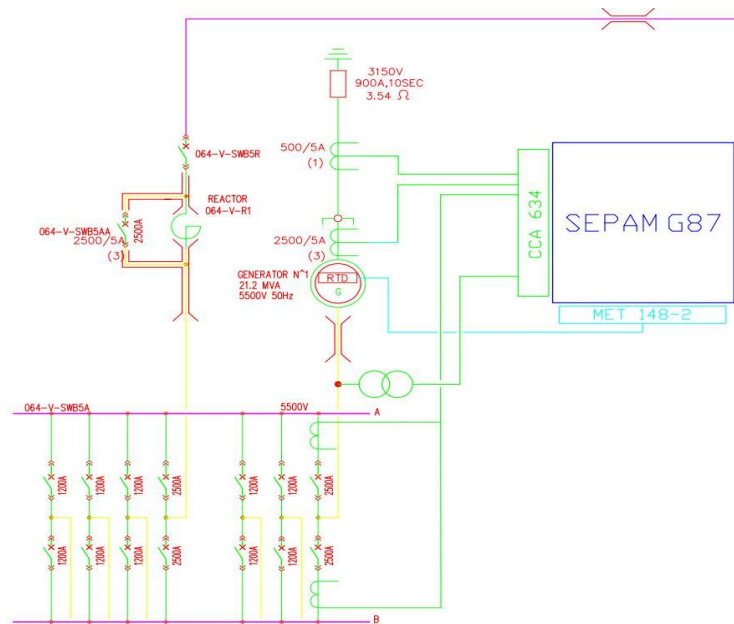 3150V
900A,10SEC
3.54 Ω
500/5A
(1)
064-V-SWB5R
REACTOR
064-V-R1
064-V-SWB5AA
2500A
2500/5A
(3)
2500/5A
(3)
GENERATOR N^1
21.2 MVA
5500V 50Hz
RTD
G
CCA 634
SEPAM G87
MET 148-2
064-V-SWB5A
5500V
A
1200A
1200A
1200A
2500A
1200A
1200A
2500A
1200A
1200A
1200A
2500A
1200A
1200A
2500A
B